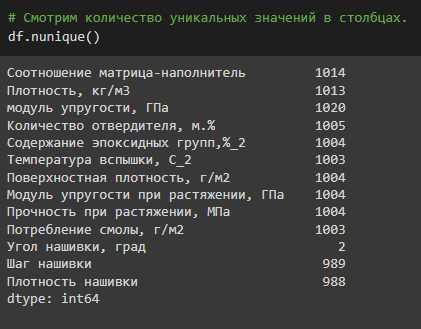 # Смотрим количество уникальных значений в столбцах.
df.nunique()
Соотношение матрица-наполнитель 1014
Плотность, кг/м3 1013
модуль упругости, ГПа 1020
Количество отвердителя, м.% 1005
Содержание эпоксидных групп,%_2 1004
Температура вспышки, С_2 1003
Поверхностная плотность, г/м2 1004
Модуль упругости при растяжении, ГПа 1004
Прочность при растяжении, МПа 1004
Потребление смолы, г/м2 1003
Угол нашивки, град 2
Шаг нашивки 989
Плотность нашивки 988
dtype: int64